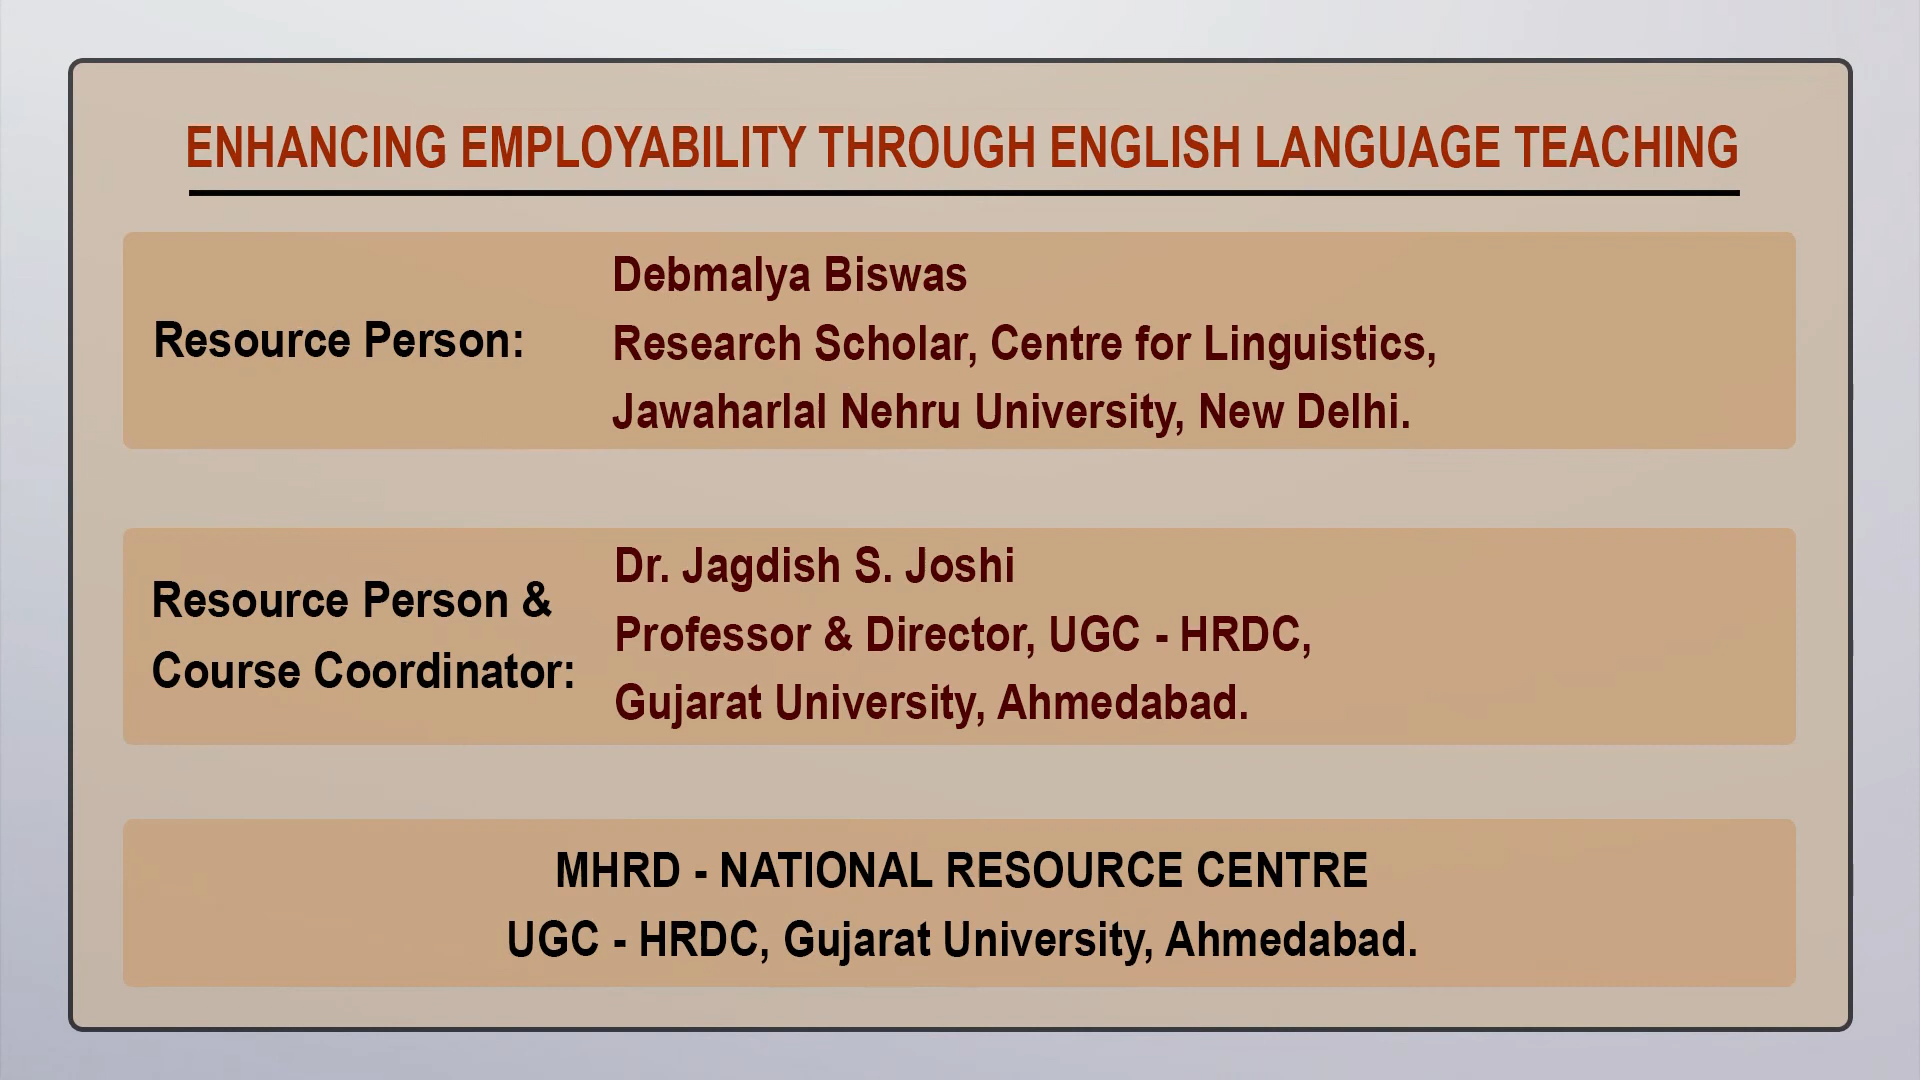 ENHANCING EMPLOYABILITY THROUGH ENGLISH LANGUAGE TEACHING
Resource Person:
Debmalya Biswas
Research Scholar, Centre for Linguistics,
Jawaharlal Nehru University, New Delhi.
Resource Person &
Course Coordinator:
Dr. Jagdish S. Joshi
Professor & Director, UGC - HRDC,
Gujarat University, Ahmedabad.
MHRD - NATIONAL RESOURCE CENTRE
UGC - HRDC, Gujarat University, Ahmedabad.